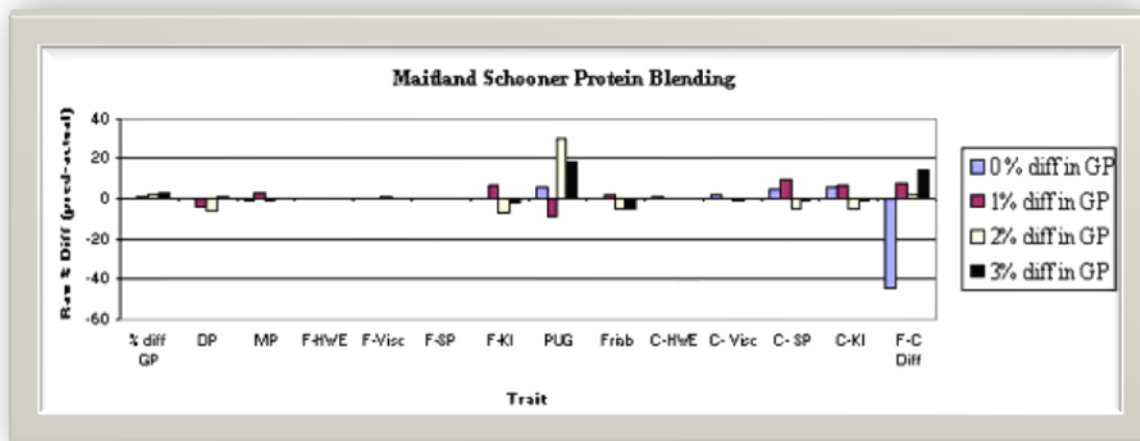 Maitland Schooner Protein Blending
Raw % Diff (pred-actual)
40
20
0
-20
-40
-60
% diff GP
DP
MP
F-HWE
F-Visc
F-SP
F-KI
PUG
Friab
C-HWE
C- Visc
C- SP
C-KI
F-C Diff
Trait
0% diff in GP
1% diff in GP
2% diff in GP
3% diff in GP